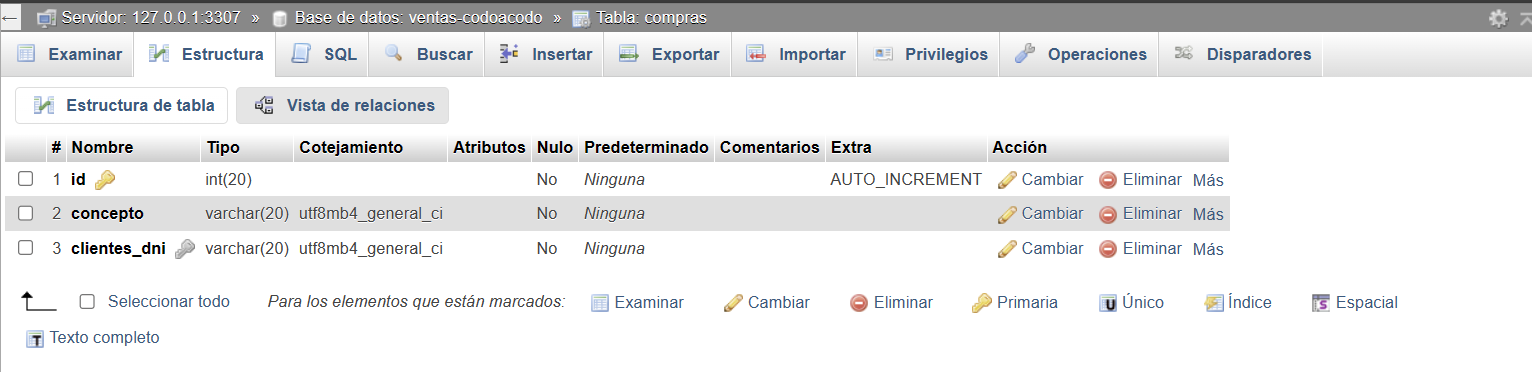 Servidor: 127.0.0.1:3307 » Base de datos: ventas-codoacodo » Tabla: compras
Examinar Estructura SQL Buscar Insertar Exportar Importar Privilegios Operaciones Disparadores
Estructura de tabla Vista de relaciones
# Nombre Tipo Cotejamiento Atributos Nulo Predeterminado Comentarios Extra Acción
1 id int(20) No Ninguna AUTO_INCREMENT Cambiar Eliminar Más
2 concepto varchar(20) utf8mb4_general_ci No Ninguna Cambiar Eliminar Más
3 clientes_dni varchar(20) utf8mb4_general_ci No Ninguna Cambiar Eliminar Más
Seleccionar todo Para los elementos que están marcados: Examinar Cambiar Eliminar Primaria U Único Índice S Espacial
T Texto completo